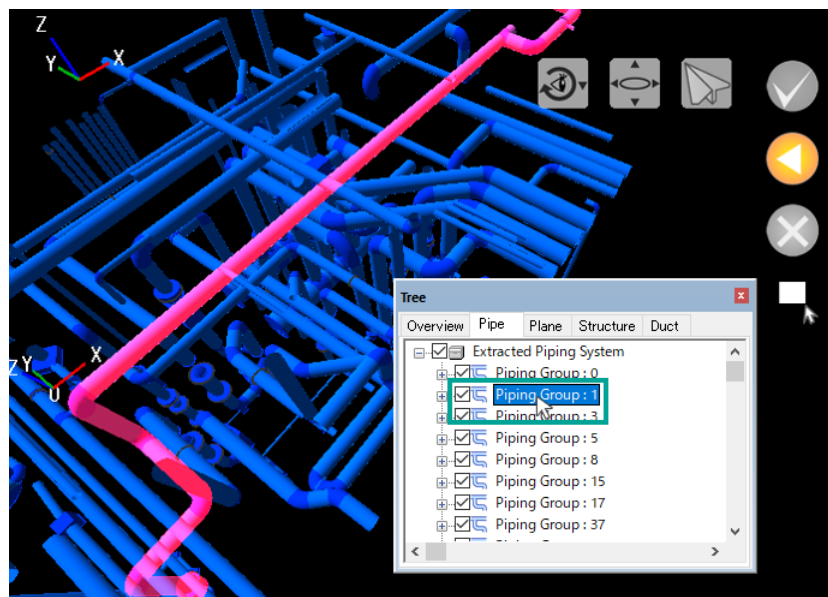 Z
Y
X
Tree
x
Overview Pipe Plane Structure Duct
Extracted Piping System
Piping Group : 0
Piping Group : 1
Piping Group : 3
Piping Group : 5
Piping Group : 8
Piping Group : 15
Piping Group : 17
Piping Group : 37
Z
Y
X
U